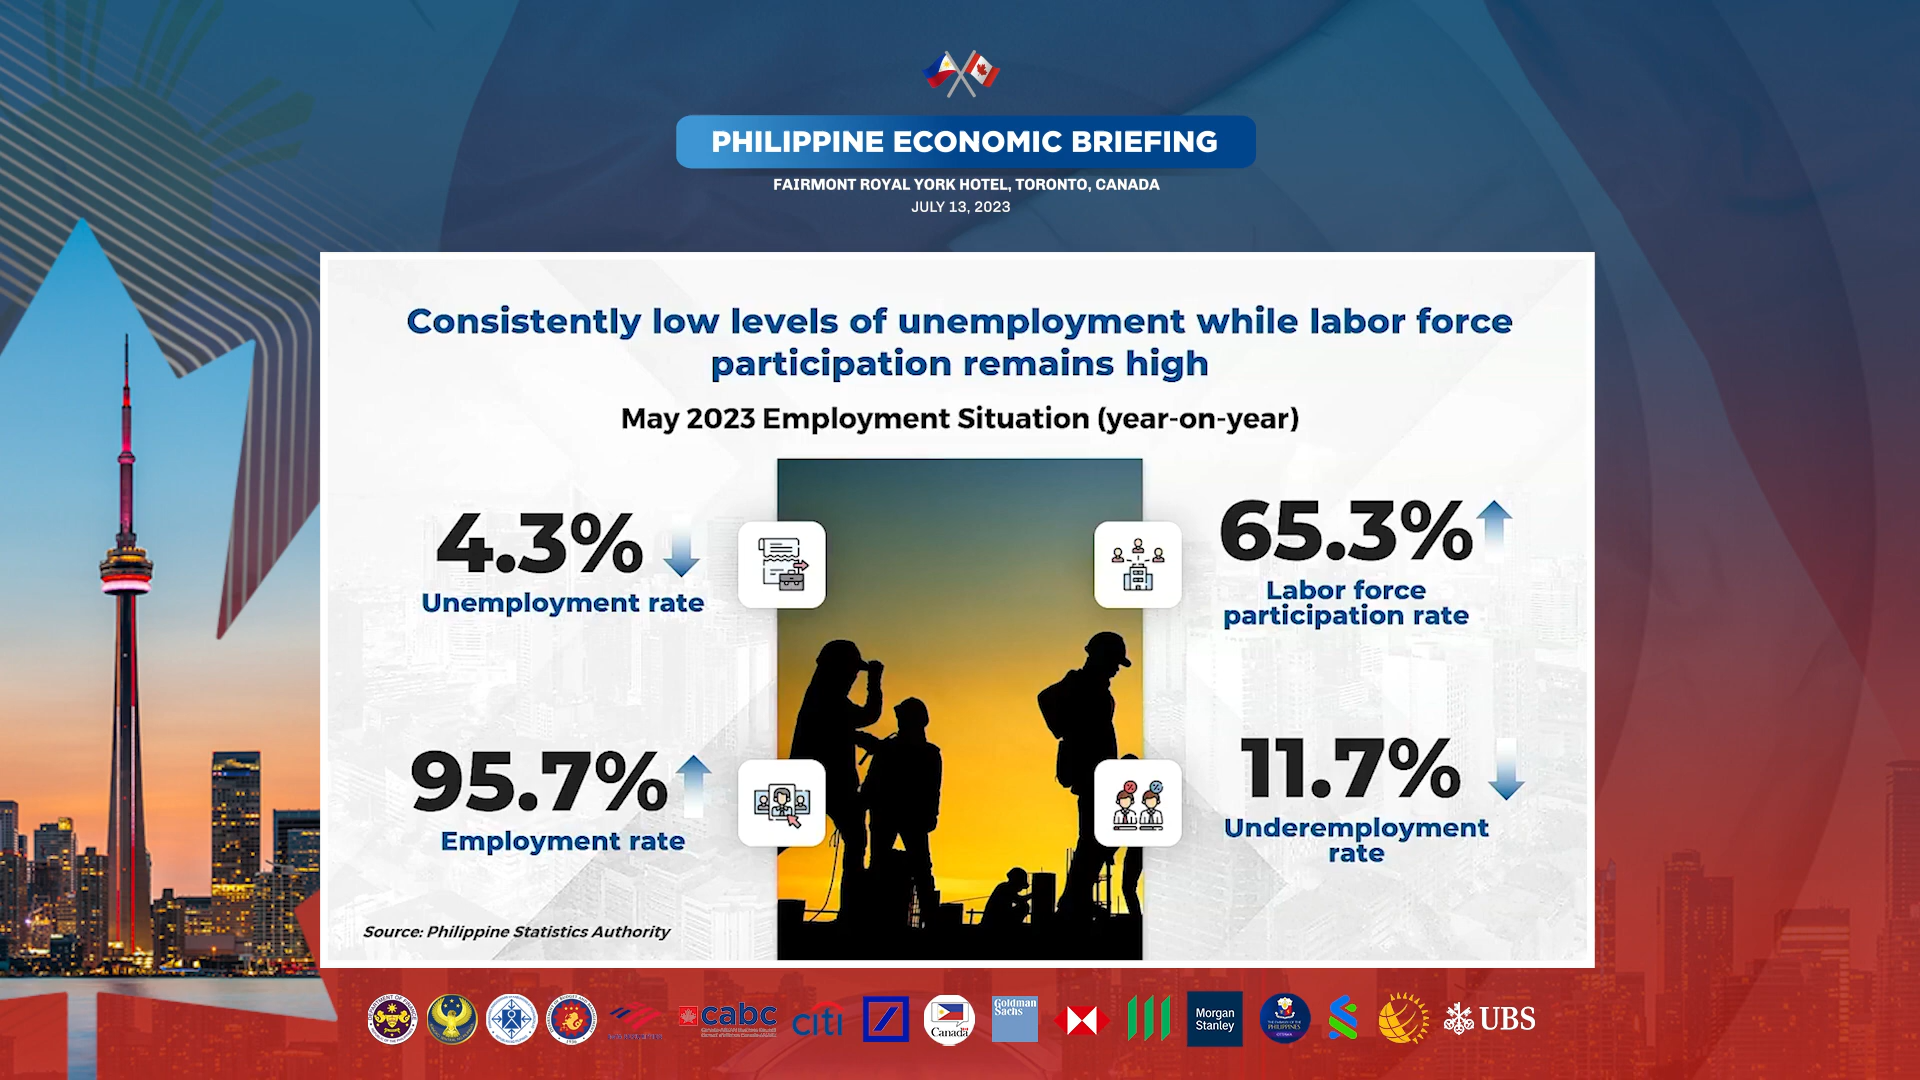 PHILIPPINE ECONOMIC BRIEFING
FAIRMONT ROYAL YORK HOTEL, TORONTO, CANADA
JULY 13, 2023
Consistently low levels of unemployment while labor force
participation remains high
May 2023 Employment Situation (year-on-year)
4.3%
Unemployment rate
65.3%
Labor force
participation rate
95.7%
Employment rate
11.7%
Underemployment
rate
Source: Philippine Statistics Authority
cabc
citi
Canada
Goldman
Sachs
Morgan
Stanley
UBS